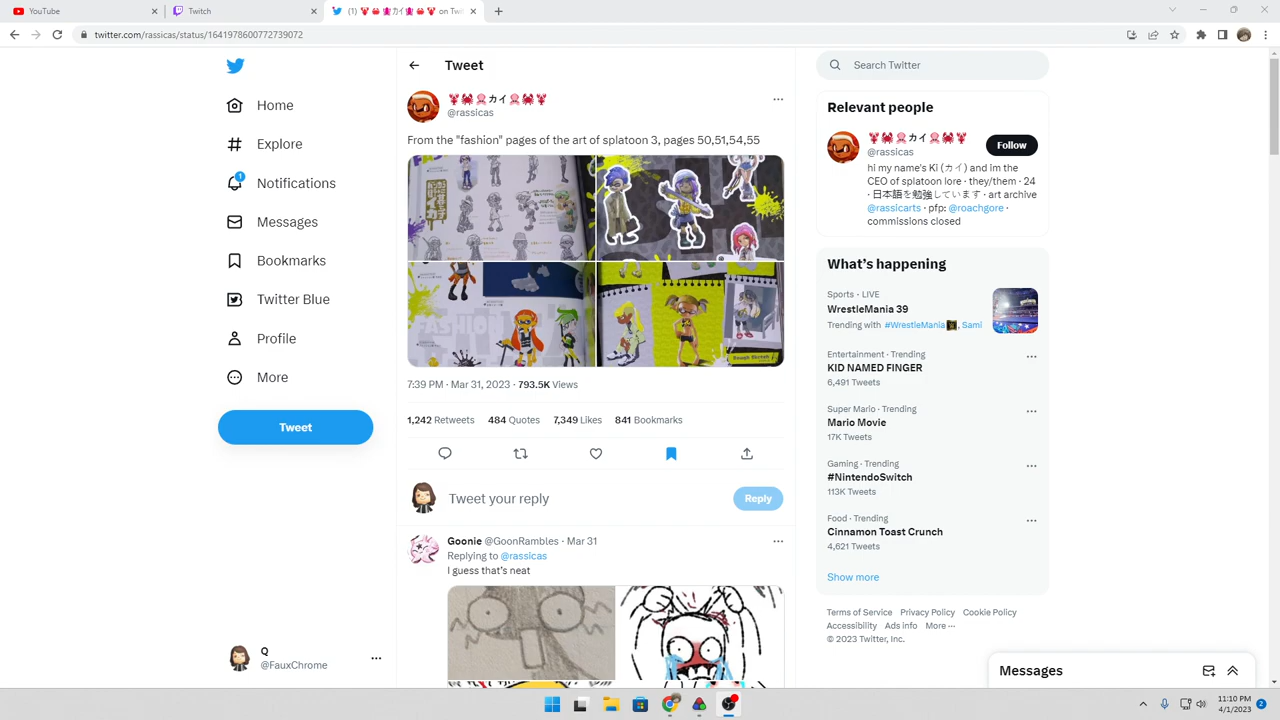 YouTube
Twitch
(1) 🦞🦀🐙カイ🐙🦀🦞 on Twi
twitter.com/rassicas/status/1641978600772739072
Home
Explore
1
Notifications
Messages
Bookmarks
Twitter Blue
Profile
More
Tweet
Q
@FauxChrome
Tweet
🦞🦀🐙カイ🐙🦀🦞
@rassicas
From the "fashion" pages of the art of splatoon 3, pages 50,51,54,55
Rough Sketch
7:39 PM · Mar 31, 2023 · 793.5K Views
1,242 Retweets 484 Quotes 7,349 Likes 841 Bookmarks
Tweet your reply
Reply
Goonie @GoonRambles · Mar 31
Replying to @rassicas
I guess that's neat
Search Twitter
Relevant people
🦞🦀🐙カイ🐙🦀🦞
@rassicas
Follow
hi my name's Ki (カイ) and im the
CEO of splatoon lore · they/them · 24
· 日本語を勉強しています · art archive
@rassicarts · pfp: @roachgore ·
commissions closed
What's happening
Sports · LIVE
WrestleMania 39
Trending with #WrestleMania, Sami
Entertainment · Trending
KID NAMED FINGER
6,491 Tweets
Super Mario · Trending
Mario Movie
17K Tweets
Gaming · Trending
#NintendoSwitch
113K Tweets
Food · Trending
Cinnamon Toast Crunch
4,621 Tweets
Show more
Terms of Service Privacy Policy Cookie Policy
Accessibility Ads info More ···
© 2023 Twitter, Inc.
Messages
11:10 PM
4/1/2023
2